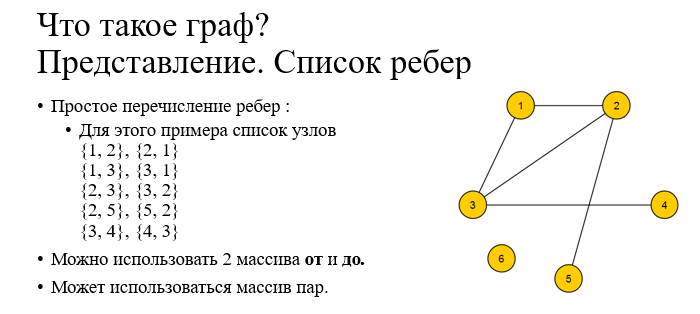 Что такое граф?
Представление. Список ребер
• Простое перечисление ребер :
• Для этого примера список узлов
{1, 2}, {2, 1}
{1, 3}, {3, 1}
{2, 3}, {3, 2}
{2, 5}, {5, 2}
{3, 4}, {4, 3}
• Можно использовать 2 массива от и до.
• Может использоваться массив пар.
1
2
3
4
6
5